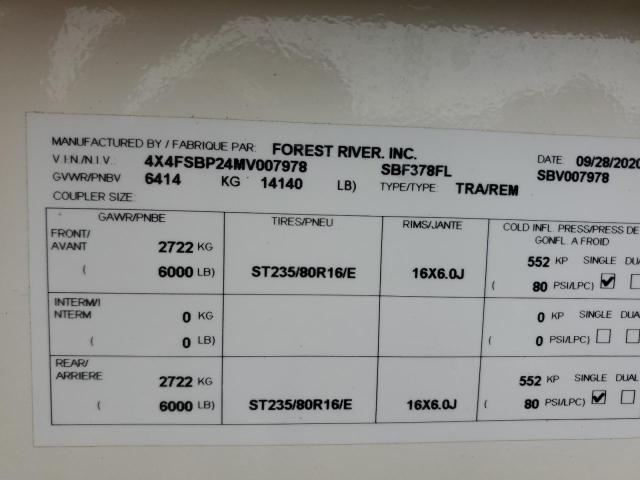 MANUFACTURED BY / FABRIQUE PAR: FOREST RIVER. INC. DATE: 09/28/2020
V.I.N./N.I.V.: 4X4FSBP24MV007978 SBF378FL SBV007978
GVWR/PNBV 6414 KG 14140 LB) TYPE/TYPE: TRA/REM
COUPLER SIZE:
GAWR/PNBE TIRES/PNEU RIMS/JANTE COLD INFL. PRESS/PRESS DE
GONFL. A FROID
FRONT/
AVANT 2722 KG 552 KP SINGLE DUA
( 6000 LB) ST235/80R16/E 16X6.0J ( 80 PSI/LPC)
INTERM/I
NTERM 0 KG 0 KP SINGLE DUA
( 0 LB) ( 0 PSI/LPC)
REAR/
ARRIERE 2722 KG 552 KP SINGLE DUAL
( 6000 LB) ST235/80R16/E 16X6.0J ( 80 PSI/LPC)